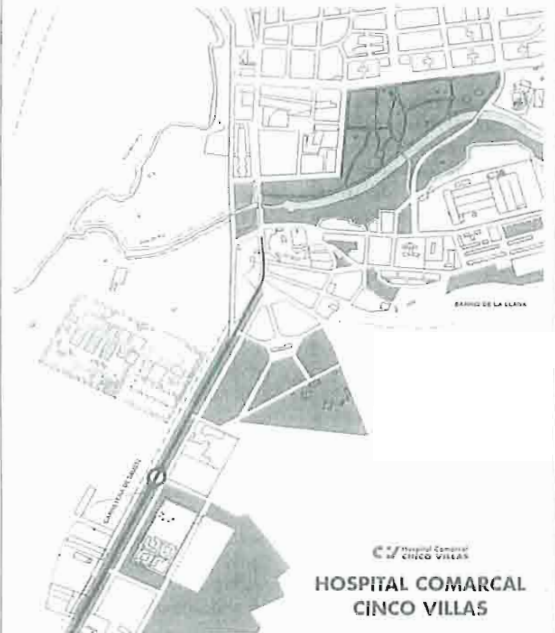 BARRIO DE LA LLANA
CARRETERA DE SADABA
Hospital Comarcal
CINCO VILLAS
HOSPITAL COMARCAL
CINCO VILLAS